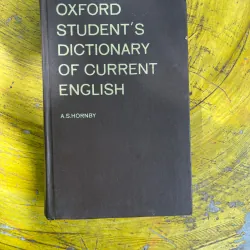 OXFORD
STUDENT'S
DICTIONARY
OF CURRENT
ENGLISH
A.S.HORNBY